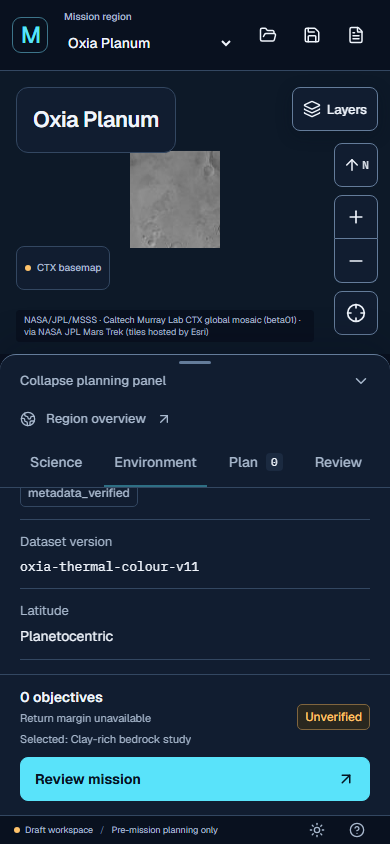 M
Mission region
Oxia Planum
Oxia Planum
Layers
N
CTX basemap
NASA/JPL/MSSS · Caltech Murray Lab CTX global mosaic (beta01) ·
via NASA JPL Mars Trek (tiles hosted by Esri)
Collapse planning panel
Region overview
Science Environment Plan 0 Review
metadata_verified
Dataset version
oxia-thermal-colour-v11
Latitude
Planetocentric
0 objectives
Return margin unavailable
Unverified
Selected: Clay-rich bedrock study
Review mission
Draft workspace / Pre-mission planning only